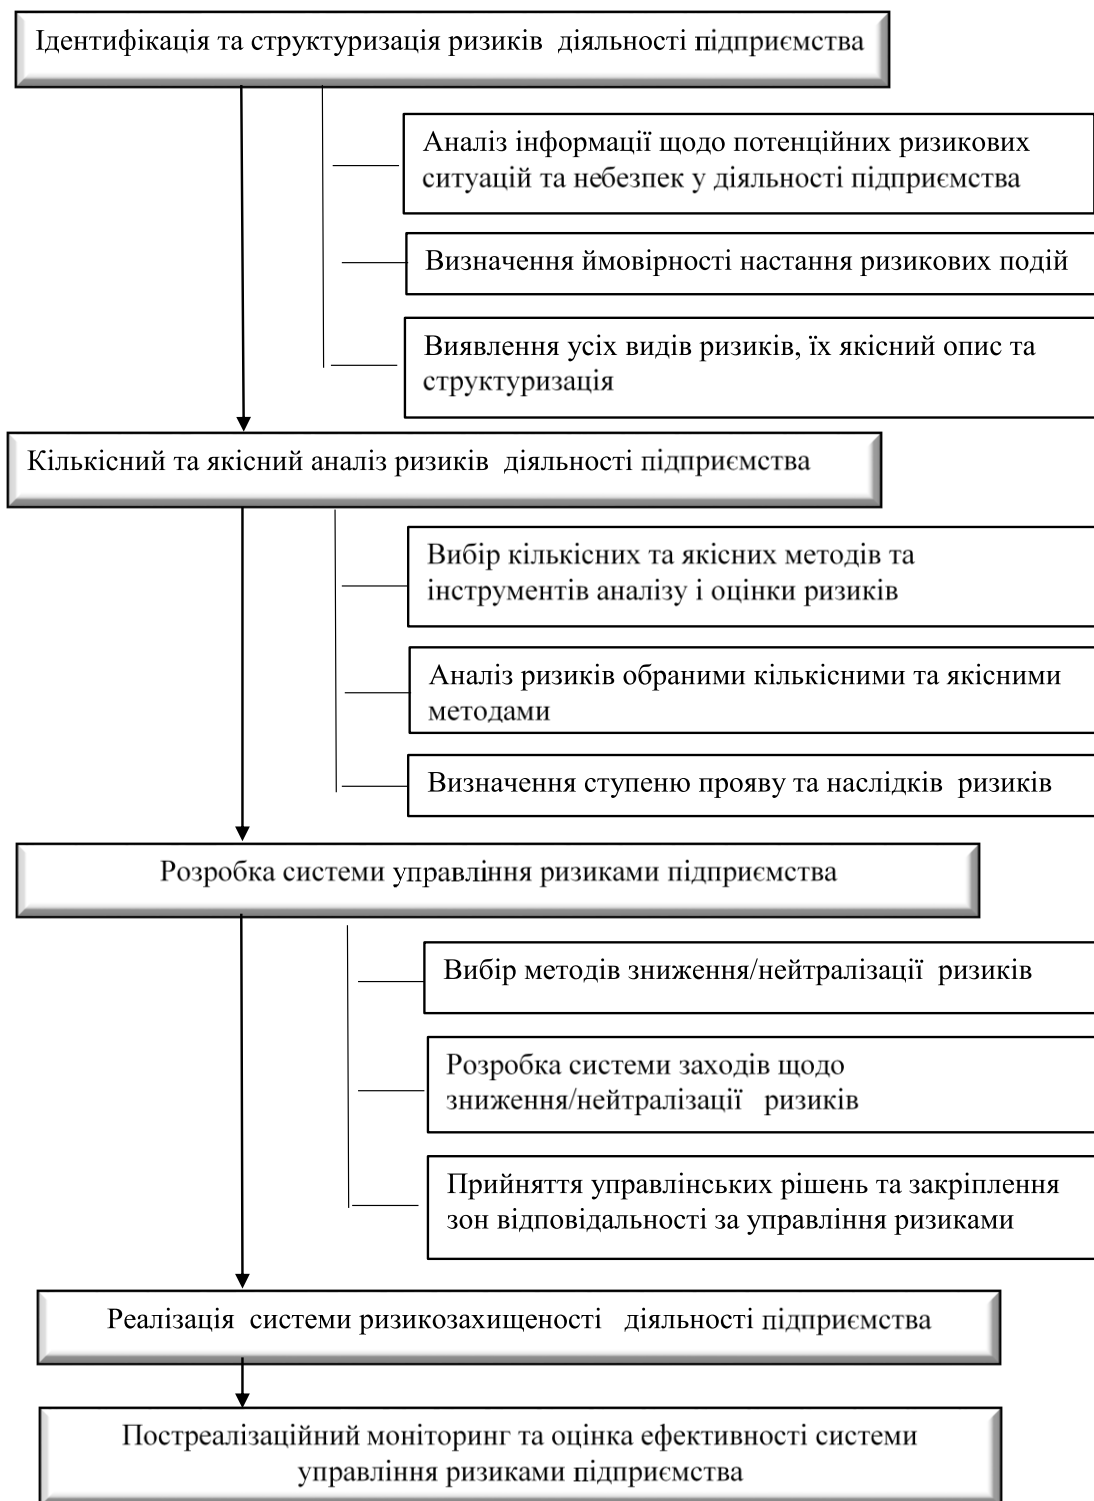 Ідентифікація та структуризація ризиків діяльності підприємства
Аналіз інформації щодо потенційних ризикових
ситуацій та небезпек у діяльності підприємства
Визначення ймовірності настання ризикових подій
Виявлення усіх видів ризиків, їх якісний опис та
структуризація
Кількісний та якісний аналіз ризиків діяльності підприємства
Вибір кількісних та якісних методів та
інструментів аналізу і оцінки ризиків
Аналіз ризиків обраними кількісними та якісними
методами
Визначення ступеню прояву та наслідків ризиків
Розробка системи управління ризиками підприємства
Вибір методів зниження/нейтралізації ризиків
Розробка системи заходів щодо
зниження/нейтралізації ризиків
Прийняття управлінських рішень та закріплення
зон відповідальності за управління ризиками
Реалізація системи ризикозахищеності діяльності підприємства
Постреалізаційний моніторинг та оцінка ефективності системи
управління ризиками підприємства